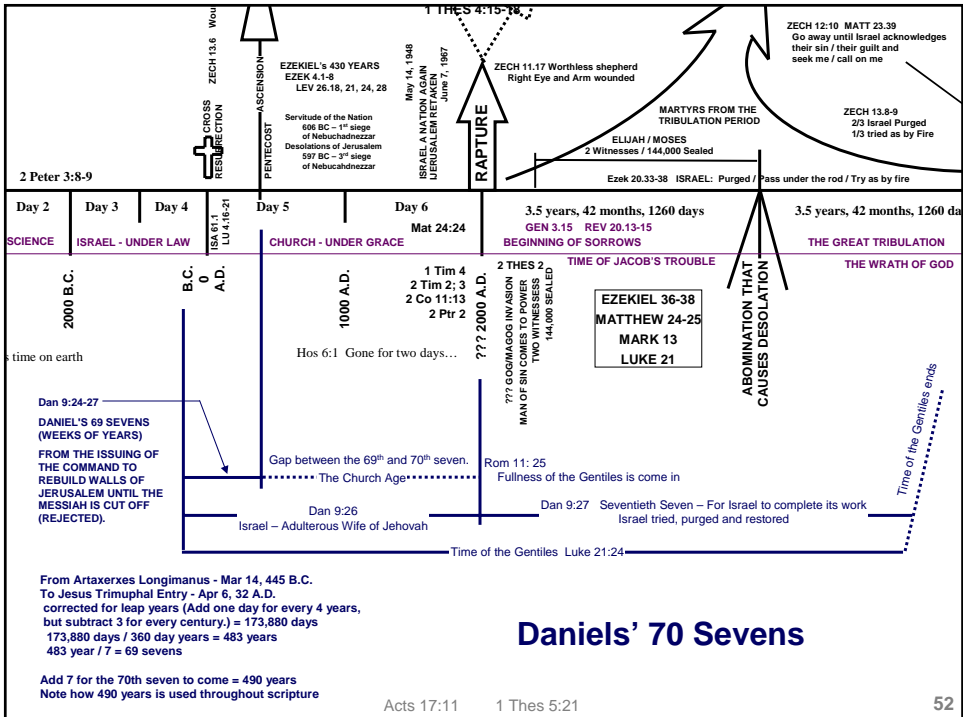 1 THES 4:15-18
ZECH 13.6 Wou
CROSS
RESURRECTION
ASCENSION
PENTECOST
EZEKIEL's 430 YEARS
EZEK 4.1-8
LEV 26.18, 21, 24, 28
Servitude of the Nation
606 BC – 1st siege
of Nebuchadnezzar
Desolations of Jerusalem
597 BC – 3rd siege
of Nebuchadnezzar
May 14, 1948
ISRAEL A NATION AGAIN
IJERUSALEM RETAKEN
June 7, 1967
RAPTURE
ZECH 11.17 Worthless shepherd
Right Eye and Arm wounded
MARTYRS FROM THE
TRIBULATION PERIOD
ELIJAH / MOSES
2 Witnesses / 144,000 Sealed
ZECH 12:10 MATT 23.39
Go away until Israel acknowledges
their sin / their guilt and
seek me / call on me
ZECH 13.8-9
2/3 Israel Purged
1/3 tried as by Fire
Ezek 20.33-38 ISRAEL: Purged / Pass under the rod / Try as by fire
2 Peter 3:8-9
Day 2
Day 3
Day 4
ISA 61.1
LU 4.16-21
Day 5
Day 6
Mat 24:24
3.5 years, 42 months, 1260 days
GEN 3.15 REV 20.13-15
3.5 years, 42 months, 1260 da
SCIENCE
ISRAEL - UNDER LAW
CHURCH - UNDER GRACE
BEGINNING OF SORROWS
THE GREAT TRIBULATION
TIME OF JACOB'S TROUBLE
THE WRATH OF GOD
2000 B.C.
B.C.
0
A.D.
1000 A.D.
1 Tim 4
2 Tim 2; 3
2 Co 11:13
2 Ptr 2
??? 2000 A.D.
2 THES 2
??? GOG/MAGOG INVASION
MAN OF SIN COMES TO POWER
TWO WITNESSESS
144,000 SEALED
EZEKIEL 36-38
MATTHEW 24-25
MARK 13
LUKE 21
ABOMINATION THAT
CAUSES DESOLATION
s time on earth
Hos 6:1 Gone for two days…
Dan 9:24-27
DANIEL'S 69 SEVENS
(WEEKS OF YEARS)
FROM THE ISSUING OF
THE COMMAND TO
REBUILD WALLS OF
JERUSALEM UNTIL THE
MESSIAH IS CUT OFF
(REJECTED).
Gap between the 69th and 70th seven.
The Church Age
Rom 11: 25
Fullness of the Gentiles is come in
Time of the Gentiles ends
Dan 9:26
Israel – Adulterous Wife of Jehovah
Dan 9:27 Seventieth Seven – For Israel to complete its work
Israel tried, purged and restored
Time of the Gentiles Luke 21:24
From Artaxerxes Longimanus - Mar 14, 445 B.C.
To Jesus Trimuphal Entry - Apr 6, 32 A.D.
corrected for leap years (Add one day for every 4 years,
but subtract 3 for every century.) = 173,880 days
173,880 days / 360 day years = 483 years
483 year / 7 = 69 sevens
Add 7 for the 70th seven to come = 490 years
Note how 490 years is used throughout scripture
Daniels' 70 Sevens
Acts 17:11 1 Thes 5:21
52